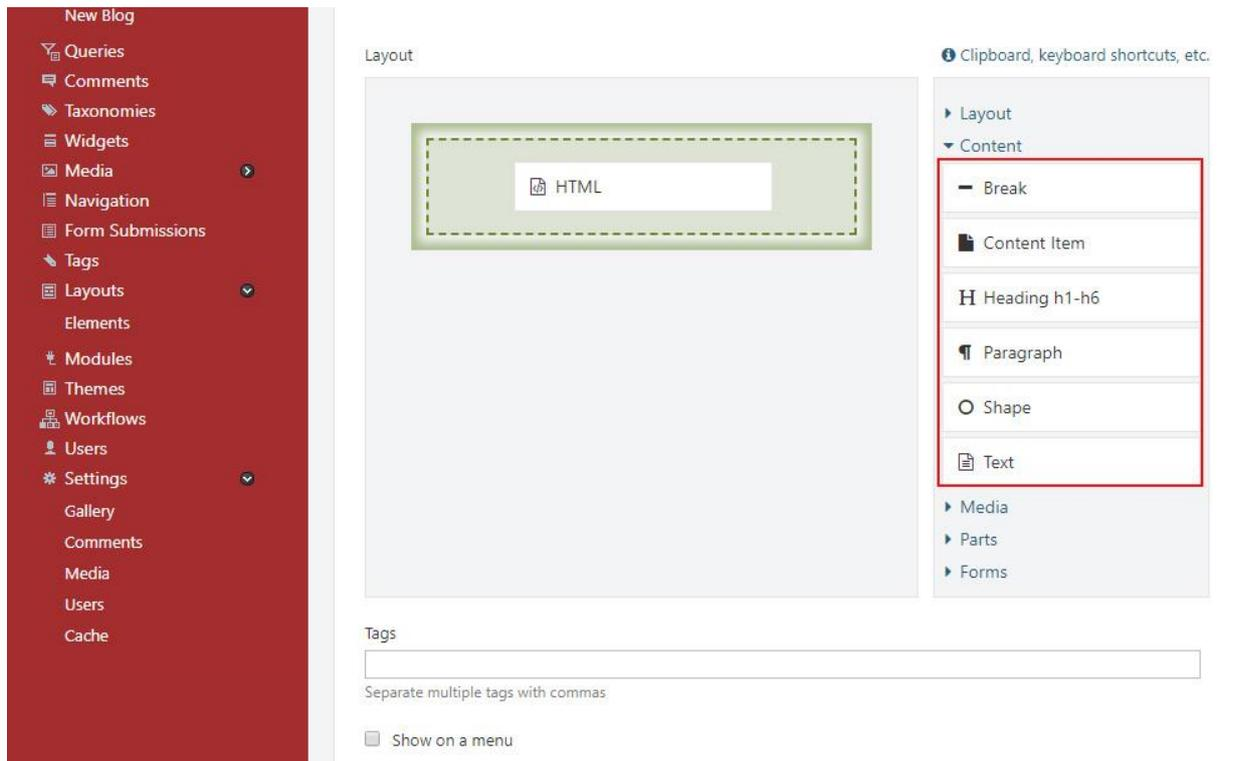 New Blog
Queries
Comments
Taxonomies
Widgets
Media
Navigation
Form Submissions
Tags
Layouts
Elements
Modules
Themes
Workflows
Users
Settings
Gallery
Comments
Media
Users
Cache
Layout
HTML
Clipboard, keyboard shortcuts, etc.
Layout
Content
Break
Content Item
H Heading h1-h6
¶ Paragraph
Shape
Text
Media
Parts
Forms
Tags
Separate multiple tags with commas
Show on a menu